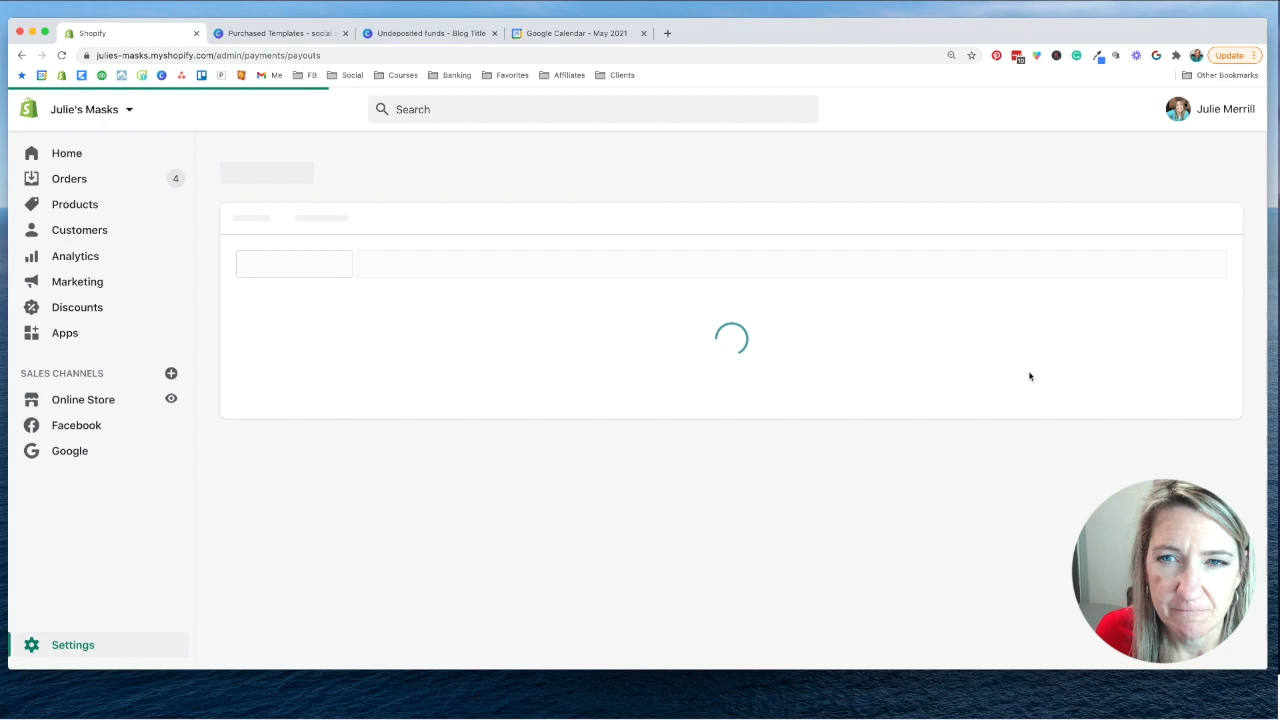 Shopify
Purchased Templates - social s
Undeposited funds - Blog Title
Google Calendar - May 2021
julies-masks.myshopify.com/admin/payments/payouts
Update
Me
FB
Social
Courses
Banking
Favorites
Affiliates
Clients
Other Bookmarks
Julie's Masks
Search
Julie Merrill
Home
Orders 4
Products
Customers
Analytics
Marketing
Discounts
Apps
SALES CHANNELS
Online Store
Facebook
Google
Settings